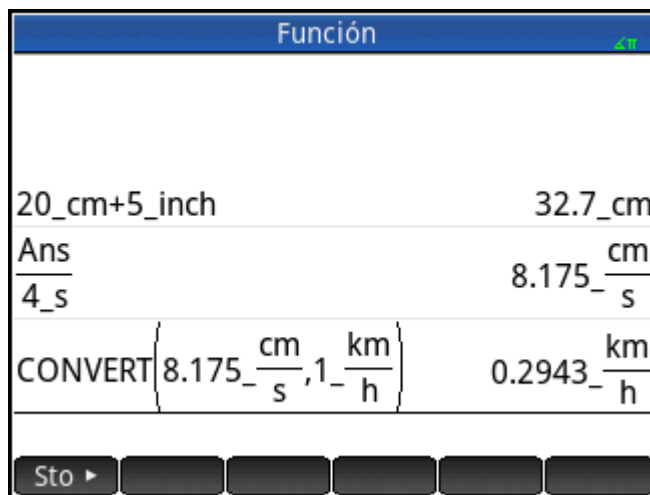 Función
∡π
20_cm+5_inch
32.7_cm
Ans
4_s
8.175_cm/s
CONVERT(8.175_cm/s,1_km/h)
0.2943_km/h
Sto ▸